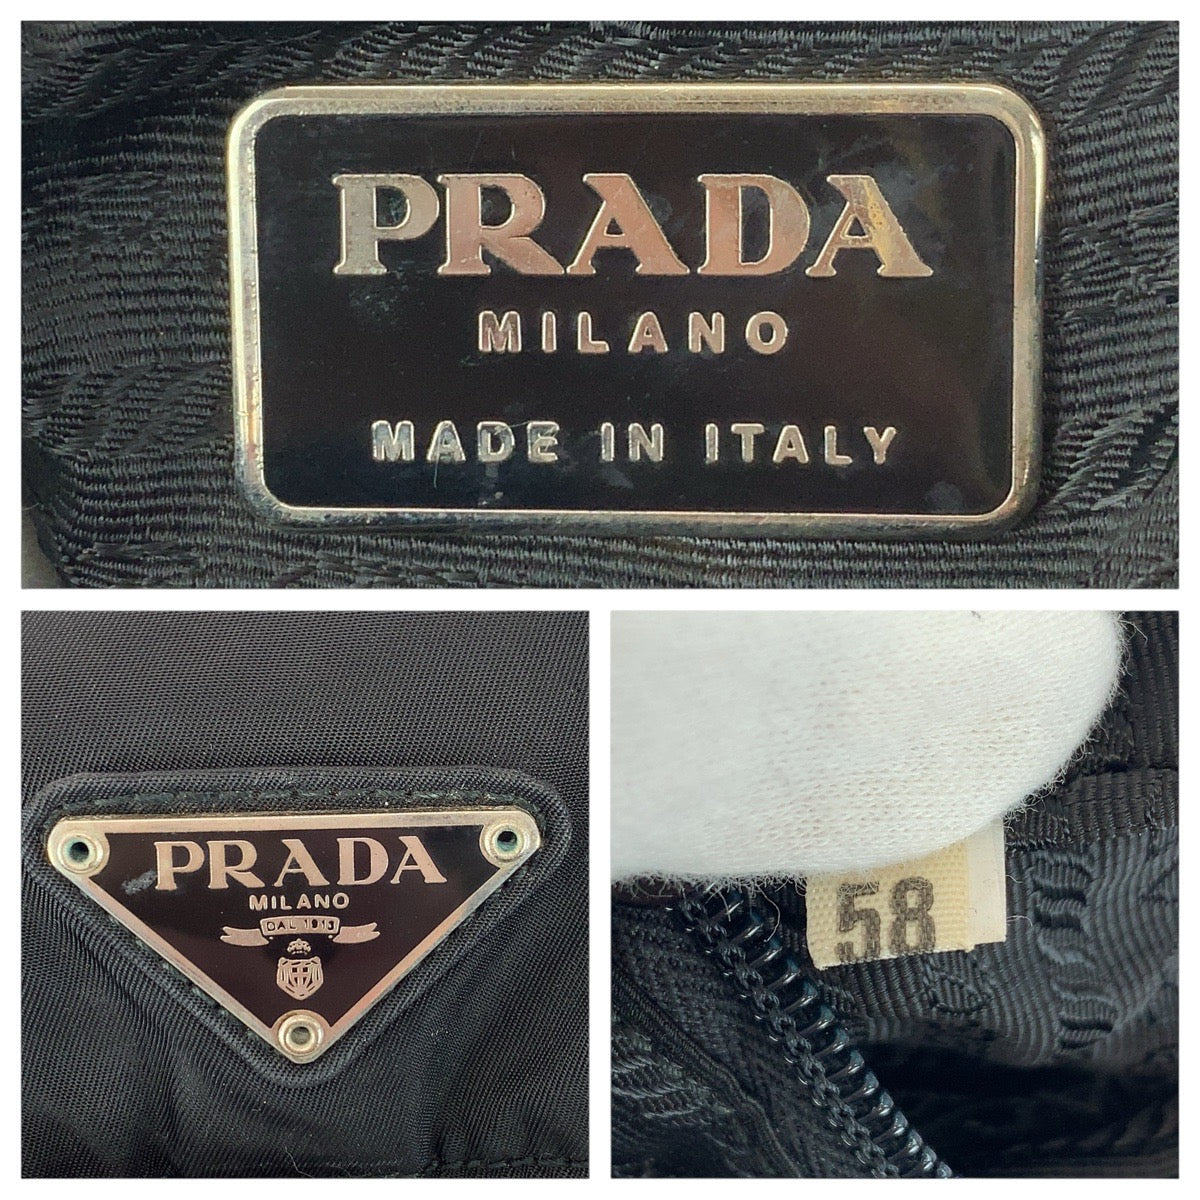 PRADA
MILANO
MADE IN ITALY
PRADA
MILANO
DAL 1913
58